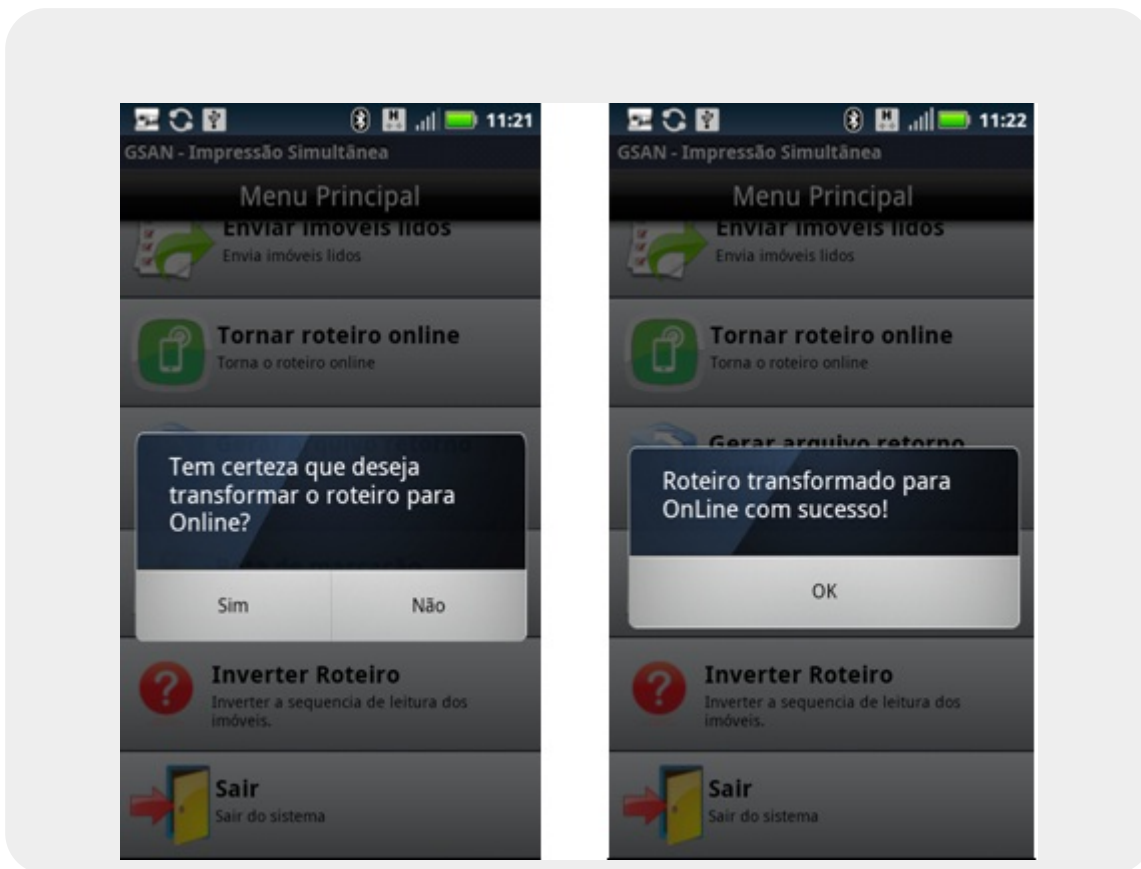 11:21
GSAN - Impressão Simultânea
Menu Principal
Enviar imóveis lidos
Envia imóveis lidos
Tornar roteiro online
Torna o roteiro online
Tem certeza que deseja
transformar o roteiro para
Online?
Sim
Não
Inverter Roteiro
Inverter a sequencia de leitura dos
imóveis.
Sair
Sair do sistema
11:22
GSAN - Impressão Simultânea
Menu Principal
Enviar imóveis lidos
Envia imóveis lidos
Tornar roteiro online
Torna o roteiro online
Gerar arquivo retorno
Roteiro transformado para
OnLine com sucesso!
OK
Inverter Roteiro
Inverter a sequencia de leitura dos
imóveis.
Sair
Sair do sistema